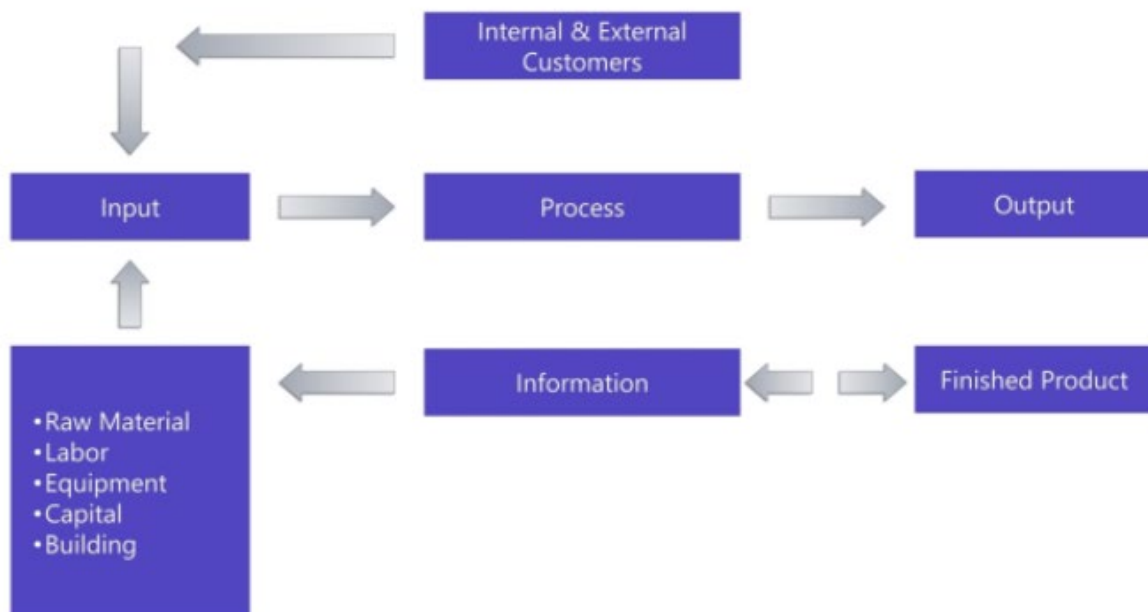 Internal & External
Customers
Input
Process
Output
Information
Finished Product
•Raw Material
•Labor
•Equipment
•Capital
•Building